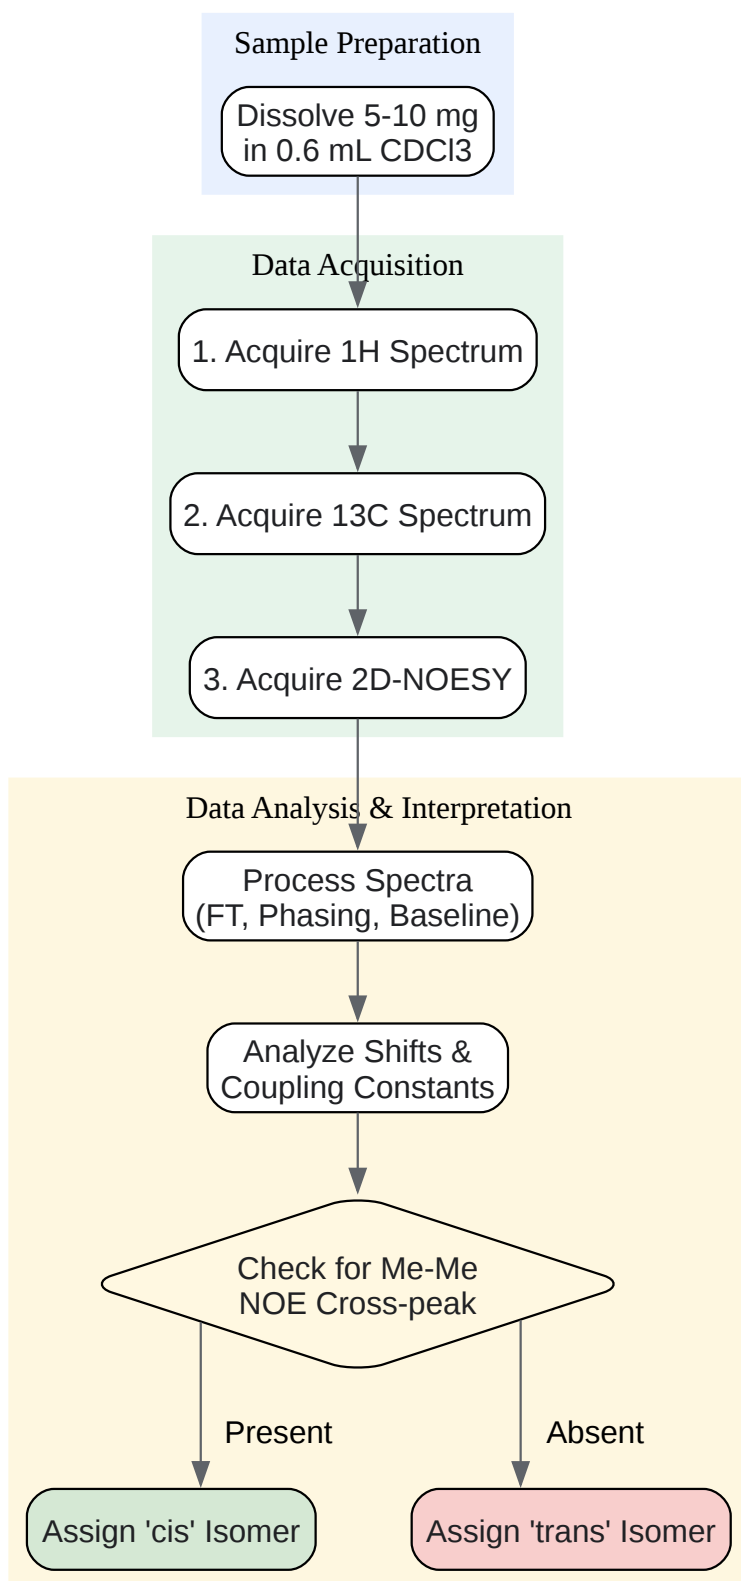 Sample Preparation
Dissolve 5-10 mg
in 0.6 mL CDCl3
Data Acquisition
1. Acquire 1H Spectrum
2. Acquire 13C Spectrum
3. Acquire 2D-NOESY
Data Analysis & Interpretation
Process Spectra
(FT, Phasing, Baseline)
Analyze Shifts &
Coupling Constants
Check for Me-Me
NOE Cross-peak
Present
Absent
Assign 'cis' Isomer
Assign 'trans' Isomer